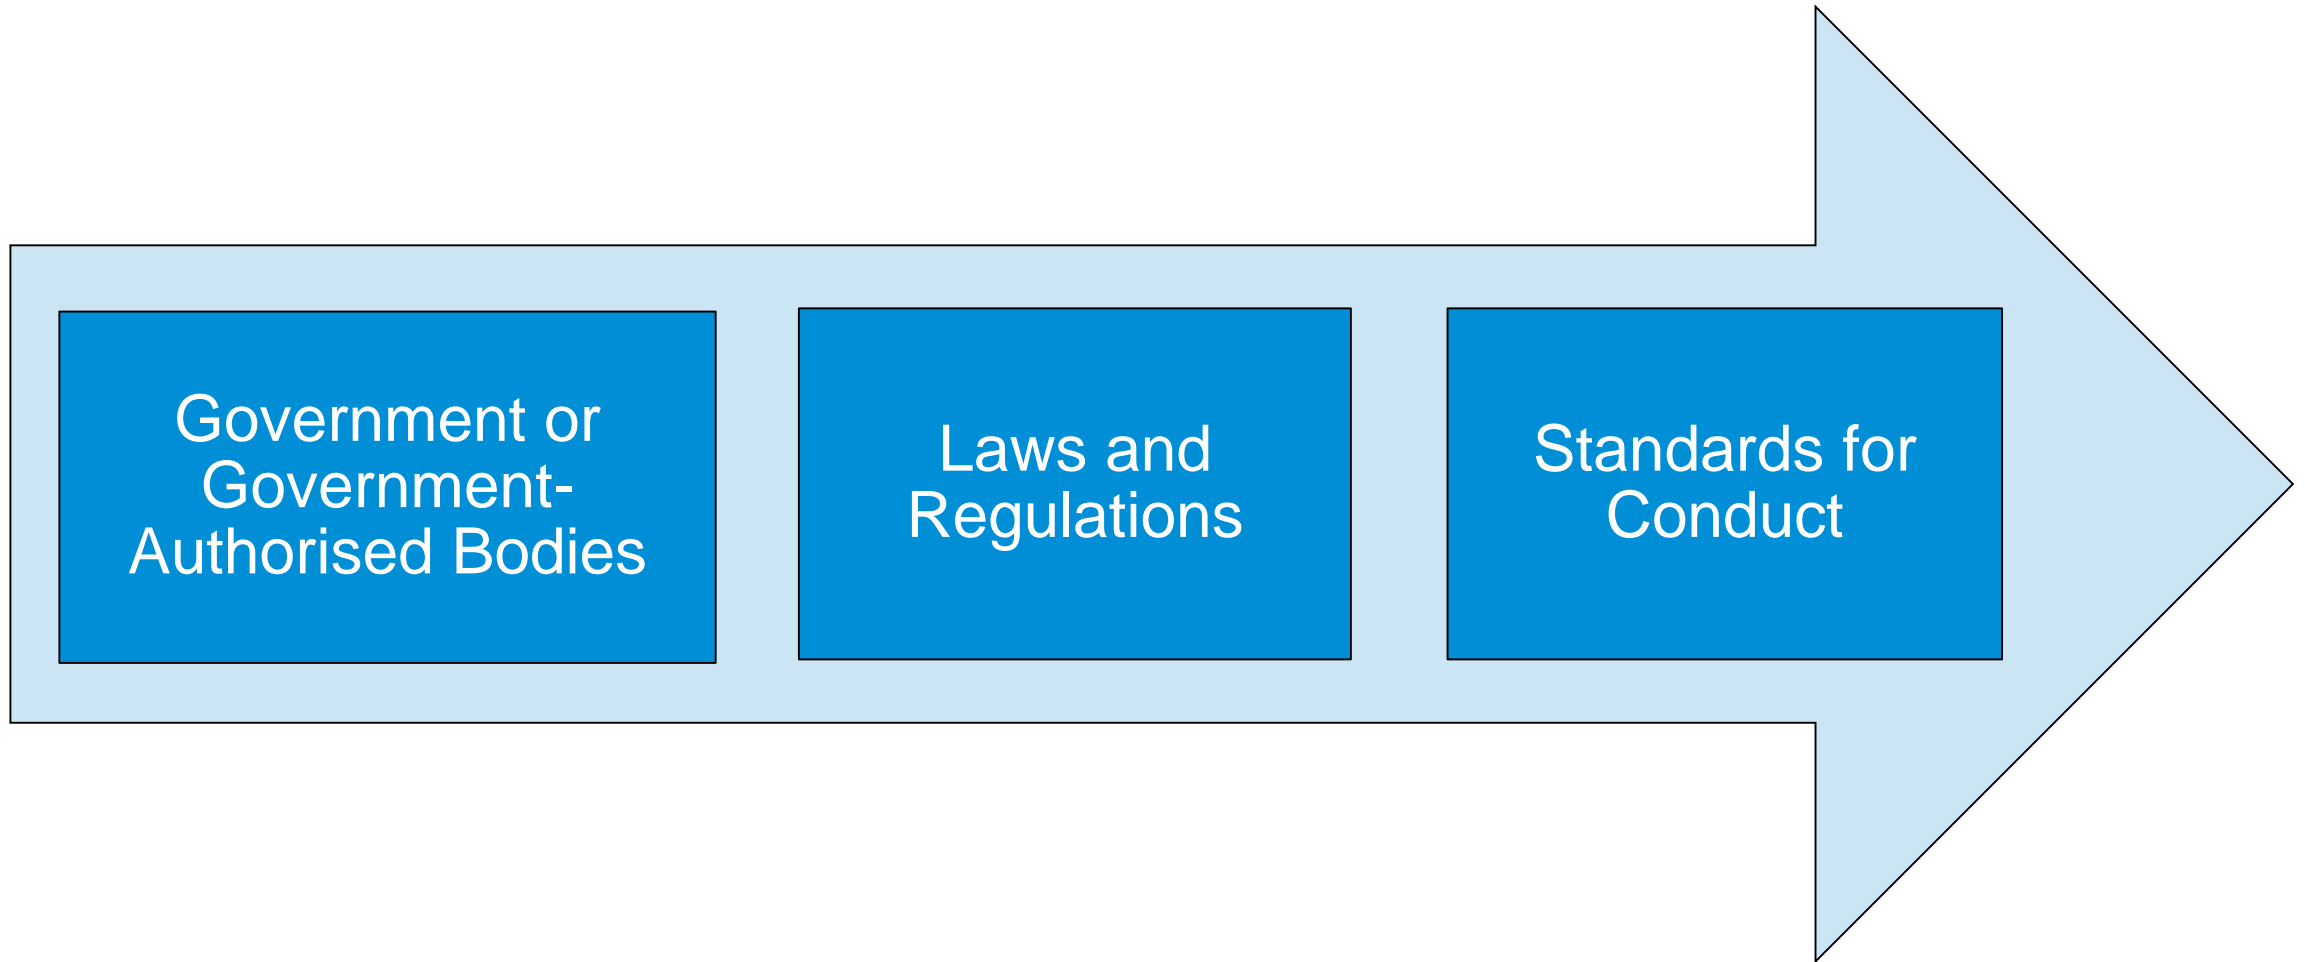 Government or
Government-
Authorised Bodies
Laws and
Regulations
Standards for
Conduct